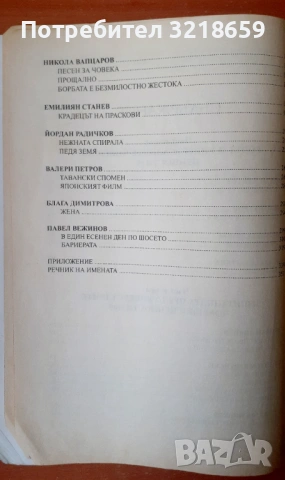 Потребител 3218659
НИКОЛА ВАПЦАРОВ
ПЕСЕН ЗА ЧОВЕКА
ПРОЩАЛНО
БОРБАТА Е БЕЗМИЛОСТНО ЖЕСТОКА
ЕМИЛИЯН СТАНЕВ
КРАДЕЦЪТ НА ПРАСКОВИ
ЙОРДАН РАДИЧКОВ
НЕЖНАТА СПИРАЛА
ПЕДЯ ЗЕМЯ
ВАЛЕРИ ПЕТРОВ
ТАВАНСКИ СПОМЕН
ЯПОНСКИЯТ ФИЛМ
БЛАГА ДИМИТРОВА
ЖЕНА
ПАВЕЛ ВЕЖИНОВ
В ЕДИН ЕСЕНЕН ДЕН ПО ШОСЕТО
БАРИЕРАТА
ПРИЛОЖЕНИЕ
РЕЧНИК НА ИМЕНАТА
BAZAR